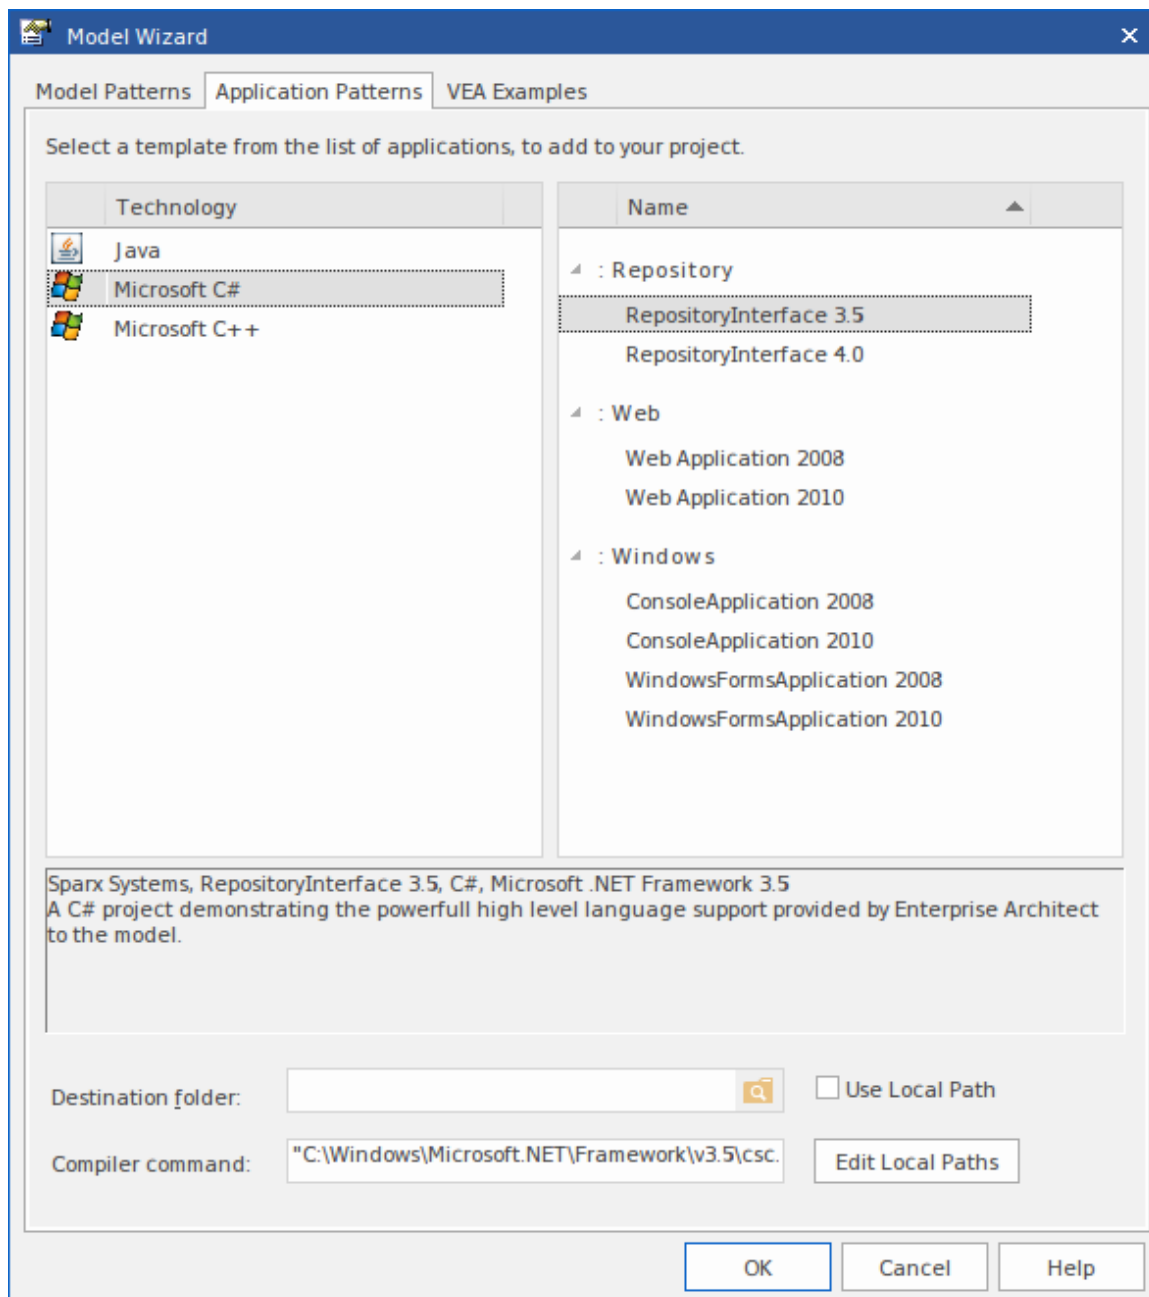 Model Wizard
Model Patterns
Application Patterns
VEA Examples
Select a template from the list of applications, to add to your project.
Technology
Java
Microsoft C#
Microsoft C++
Name
: Repository
RepositoryInterface 3.5
RepositoryInterface 4.0
: Web
Web Application 2008
Web Application 2010
: Windows
ConsoleApplication 2008
ConsoleApplication 2010
WindowsFormsApplication 2008
WindowsFormsApplication 2010
Sparx Systems, RepositoryInterface 3.5, C#, Microsoft .NET Framework 3.5
A C# project demonstrating the powerfull high level language support provided by Enterprise Architect
to the model.
Destination folder:
Use Local Path
Compiler command:
"C:\Windows\Microsoft.NET\Framework\v3.5\csc.
Edit Local Paths
OK
Cancel
Help